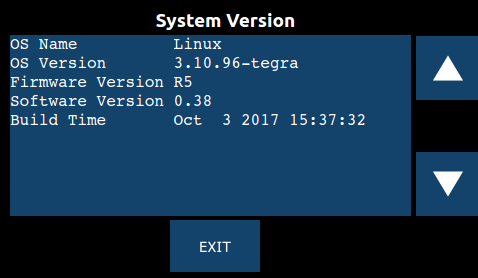 System Version
OS Name Linux
OS Version 3.10.96-tegra
Firmware Version R5
Software Version 0.38
Build Time Oct  3 2017 15:37:32
EXIT